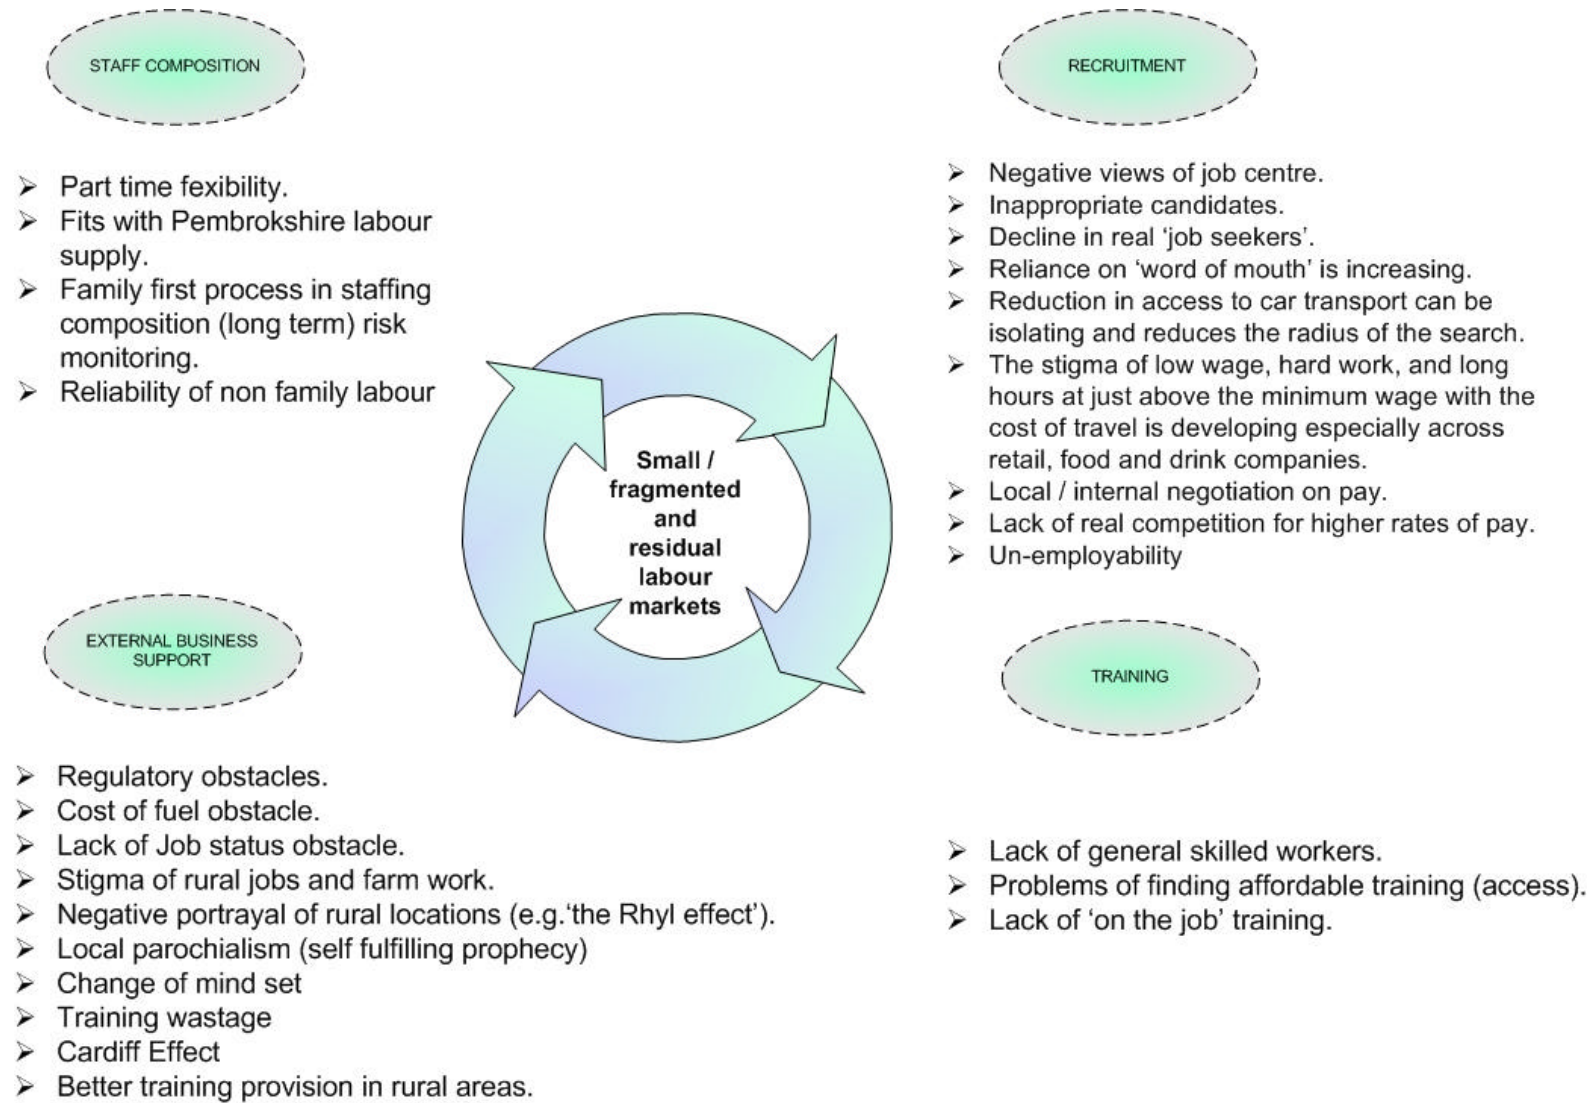 STAFF COMPOSITION
➢ Part time fexibility.
➢ Fits with Pembrokshire labour
supply.
➢ Family first process in staffing
composition (long term) risk
monitoring.
➢ Reliability of non family labour
RECRUITMENT
➢ Negative views of job centre.
➢ Inappropriate candidates.
➢ Decline in real ‘job seekers’.
➢ Reliance on ‘word of mouth’ is increasing.
➢ Reduction in access to car transport can be
isolating and reduces the radius of the search.
➢ The stigma of low wage, hard work, and long
hours at just above the minimum wage with the
cost of travel is developing especially across
retail, food and drink companies.
➢ Local / internal negotiation on pay.
➢ Lack of real competition for higher rates of pay.
➢ Un-employability
Small /
fragmented
and
residual
labour
markets
EXTERNAL BUSINESS
SUPPORT
➢ Regulatory obstacles.
➢ Cost of fuel obstacle.
➢ Lack of Job status obstacle.
➢ Stigma of rural jobs and farm work.
➢ Negative portrayal of rural locations (e.g.‘the Rhyl effect’).
➢ Local parochialism (self fulfilling prophecy)
➢ Change of mind set
➢ Training wastage
➢ Cardiff Effect
➢ Better training provision in rural areas.
TRAINING
➢ Lack of general skilled workers.
➢ Problems of finding affordable training (access).
➢ Lack of ‘on the job’ training.